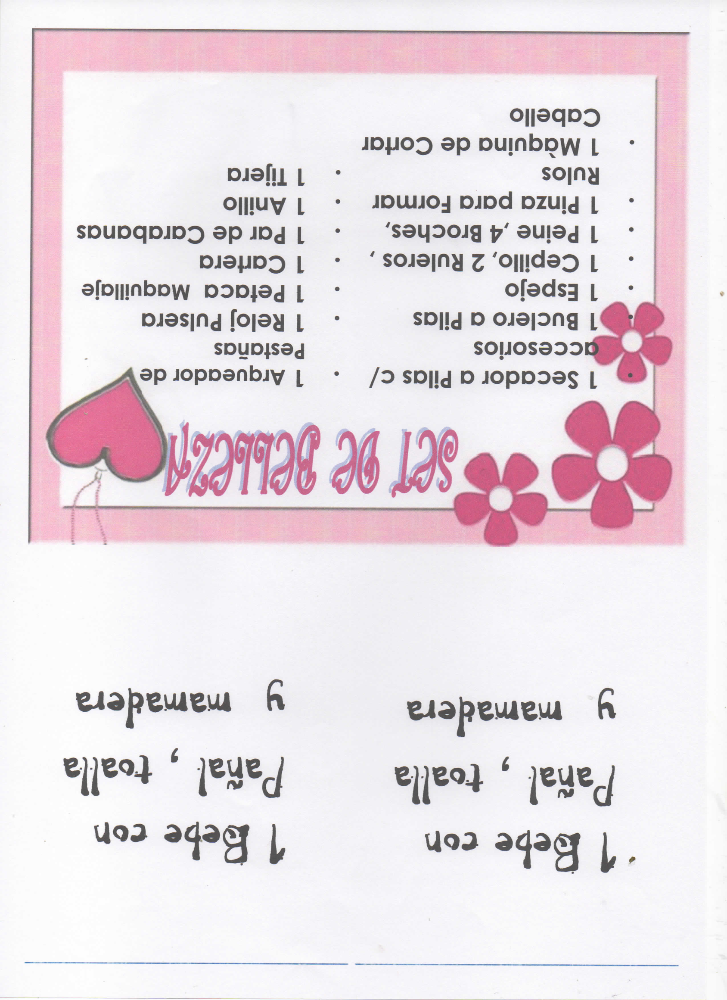 1 Bebe con
Pañal , toalla
y mamadera
1 Bebe con
Pañal , toalla
y mamadera
SET DE BELLEZA
• 1 Secador a Pilas c/
accesorios
• 1 Buclero a Pilas
• 1 Espejo
• 1 Cepillo, 2 Ruleros ,
• 1 Peine ,4 Broches,
• 1 Pinza para Formar
Rulos
• 1 Màquina de Cortar
Cabello
• 1 Arqueador de
Pestañas
• 1 Reloj Pulsera
• 1 Petaca Maquillaje
• 1 Cartera
• 1 Par de Carabanas
• 1 Anillo
• 1 Tijera